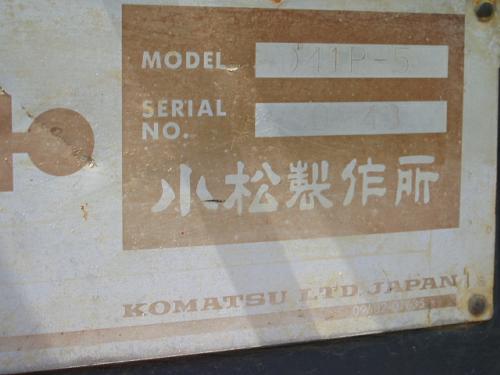 MODEL D41P-5
SERIAL
NO.
小松製作所
KOMATSU LTD. JAPAN